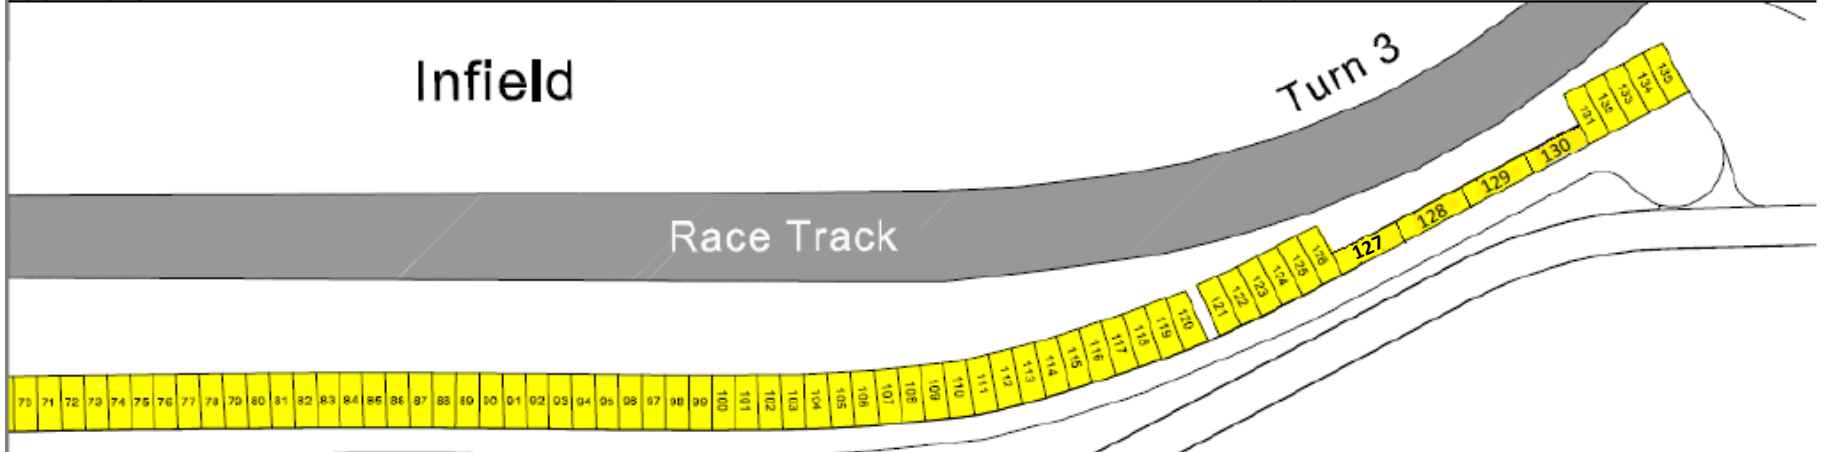 Infield
Turn 3
Race Track
70 71 72 73 74 75 76 77 78 79 80 81 82 83 84 85 86 87 88 89 90 91 92 93 94 95 96 97 98 99 100 101 102 103 104 105 106 107 108 109 110 111 112 113 114 115 116 117 118 119 120
121 122 123 124 125 126
127 128 129 130
131 132 133 134 135